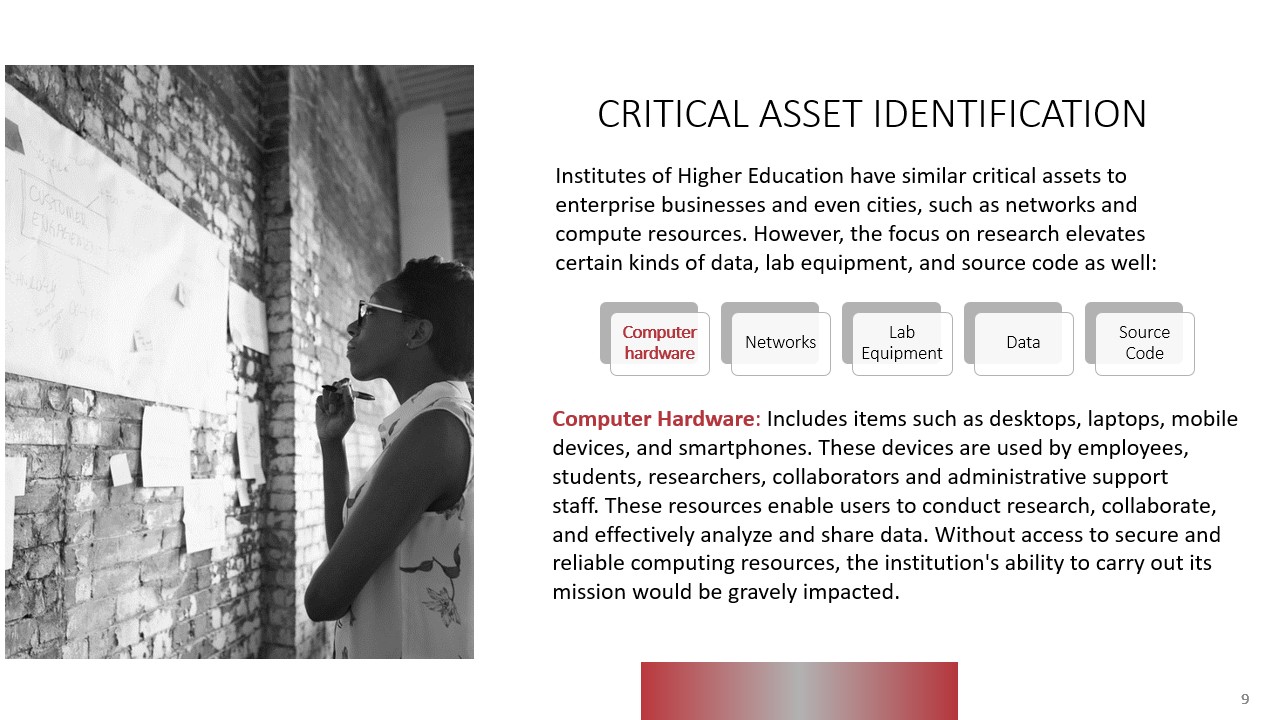 CRITICAL ASSET IDENTIFICATION
Institutes of Higher Education have similar critical assets to
enterprise businesses and even cities, such as networks and
compute resources. However, the focus on research elevates
certain kinds of data, lab equipment, and source code as well:
Computer
hardware
Networks
Lab
Equipment
Data
Source
Code
Computer Hardware: Includes items such as desktops, laptops, mobile
devices, and smartphones. These devices are used by employees,
students, researchers, collaborators and administrative support
staff. These resources enable users to conduct research, collaborate,
and effectively analyze and share data. Without access to secure and
reliable computing resources, the institution's ability to carry out its
mission would be gravely impacted.
CUSTOMER
ENGAGEMENT
9